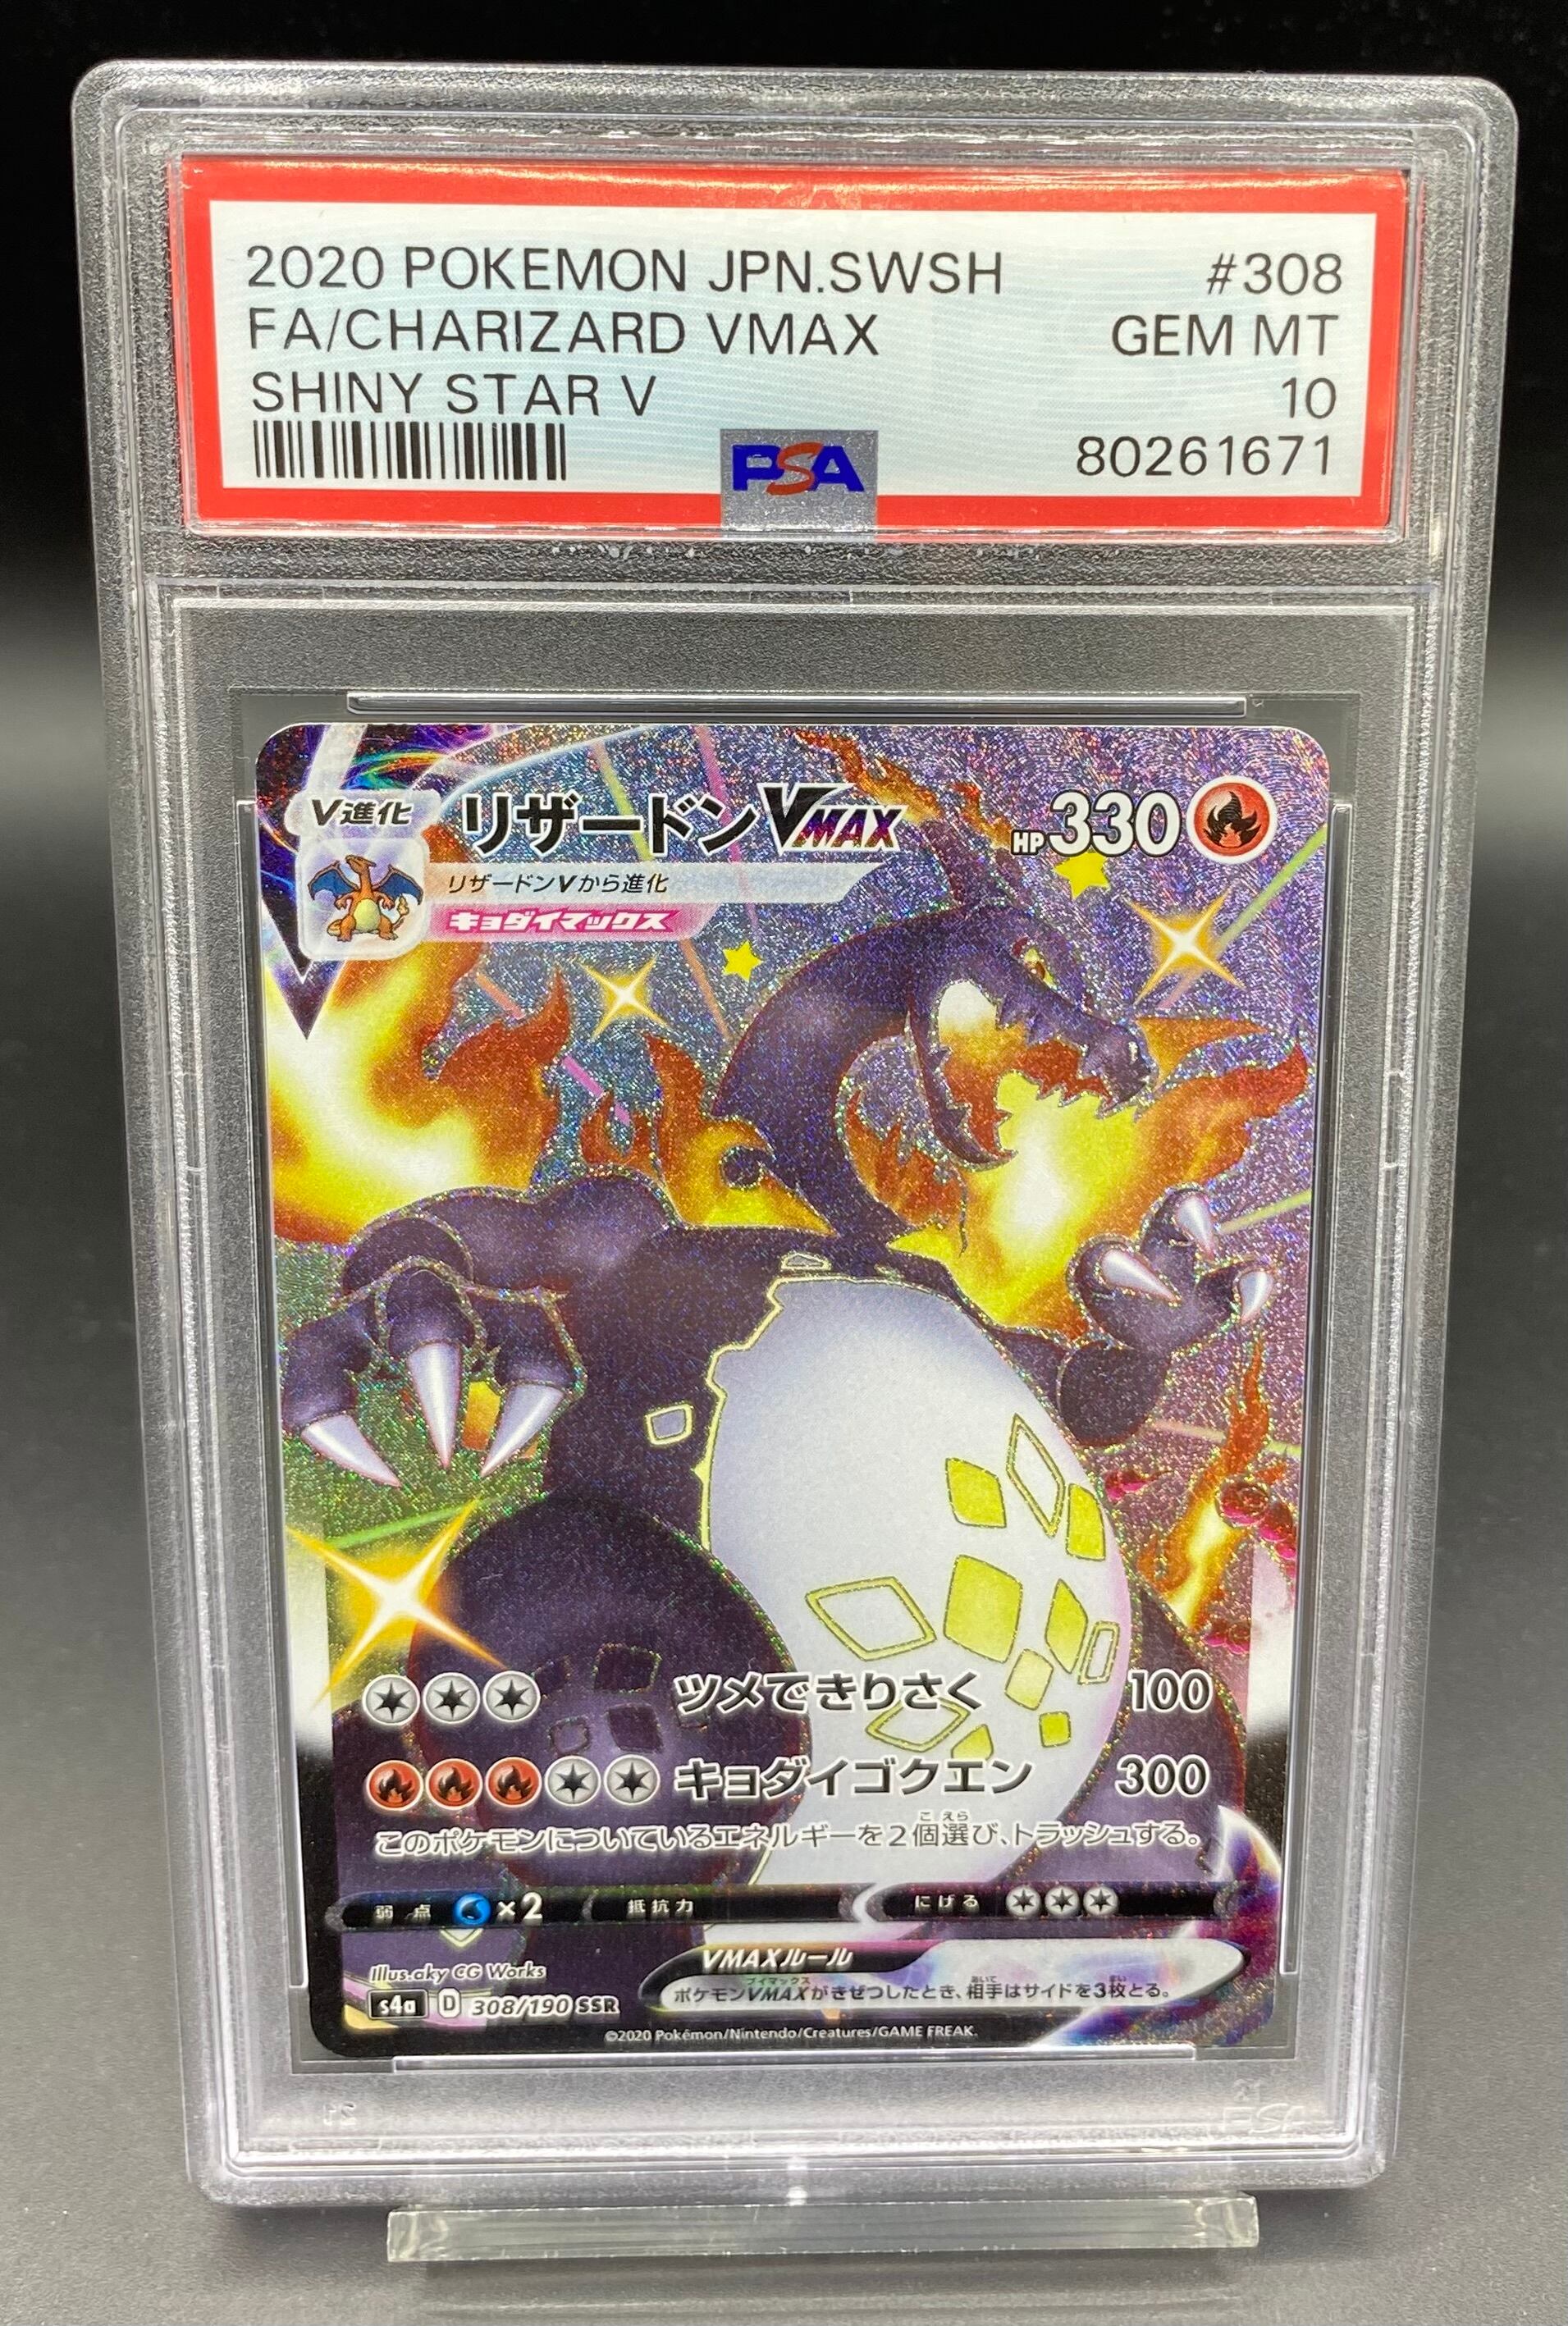 2020 POKEMON JPN.SWSH #308
FA/CHARIZARD VMAX GEM MT
SHINY STAR V 10
PSA 80261671
V進化 リザードンVMAX HP330
リザードンVから進化
キョダイマックス
ツメできりさく 100
キョダイゴクエン 300
このポケモンについているエネルギーを2個選び、トラッシュする。
弱点 ×2 抵抗力 にげる
VMAXルール
ポケモンVMAXがきぜつしたとき、相手はサイドを3枚とる。
Illus.aky CG Works
s4a D 308/190 SSR
©2020 Pokémon/Nintendo/Creatures/GAME FREAK.